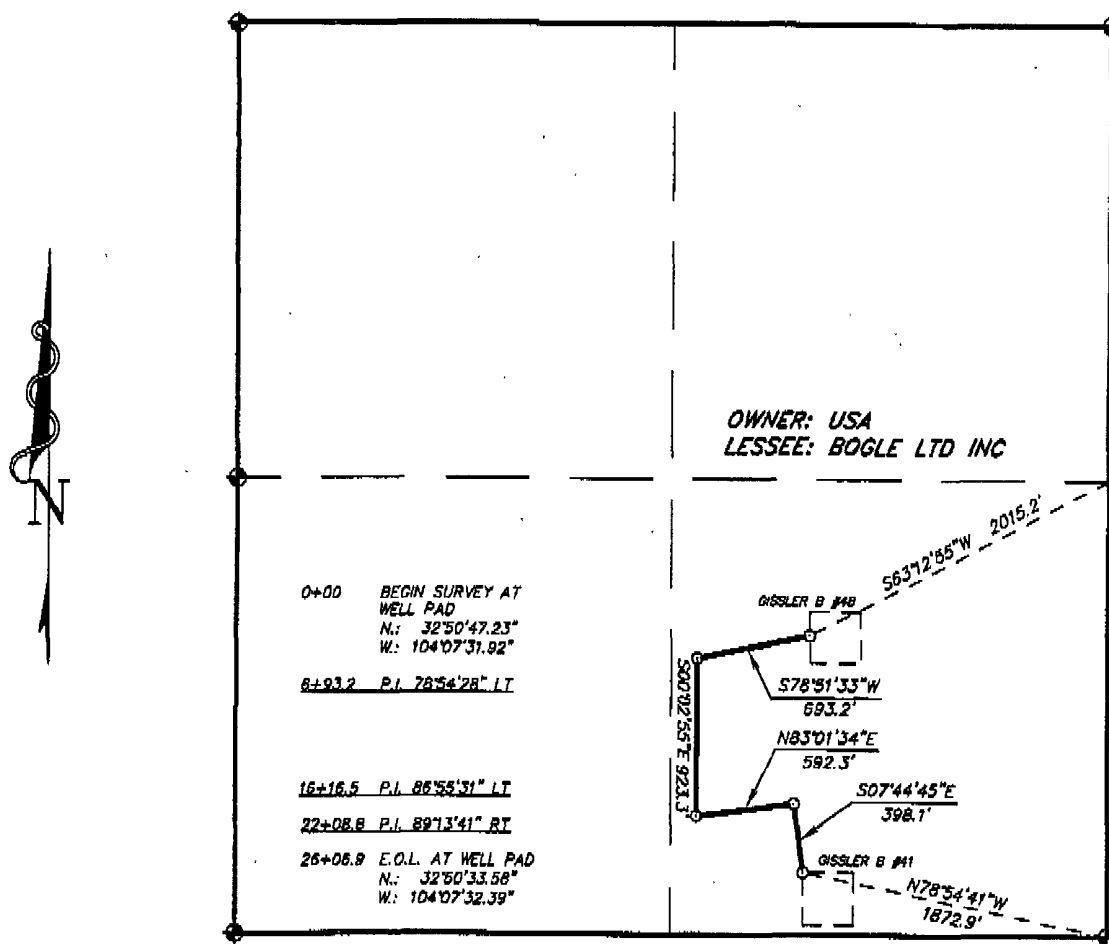 OWNER: USA
LESSEE: BOGLE LTD INC
S63°12'55"W 2015.2'
0+00 BEGIN SURVEY AT
WELL PAD
N.: 32°50'47.23"
W.: 104°07'31.92"
6+93.2 P.I. 78°54'28" LT
16+16.5 P.I. 86°55'31" LT
22+08.8 P.I. 89°13'41" RT
26+06.9 E.O.L. AT WELL PAD
N.: 32°50'33.58"
W.: 104°07'32.39"
GISSLER B #48
S78°51'33"W
693.2'
S00°02'55"E 923.3'
N83°01'34"E
592.3'
S07°44'45"E
398.1'
GISSLER B #41
N78°54'41"W
1872.9'
N